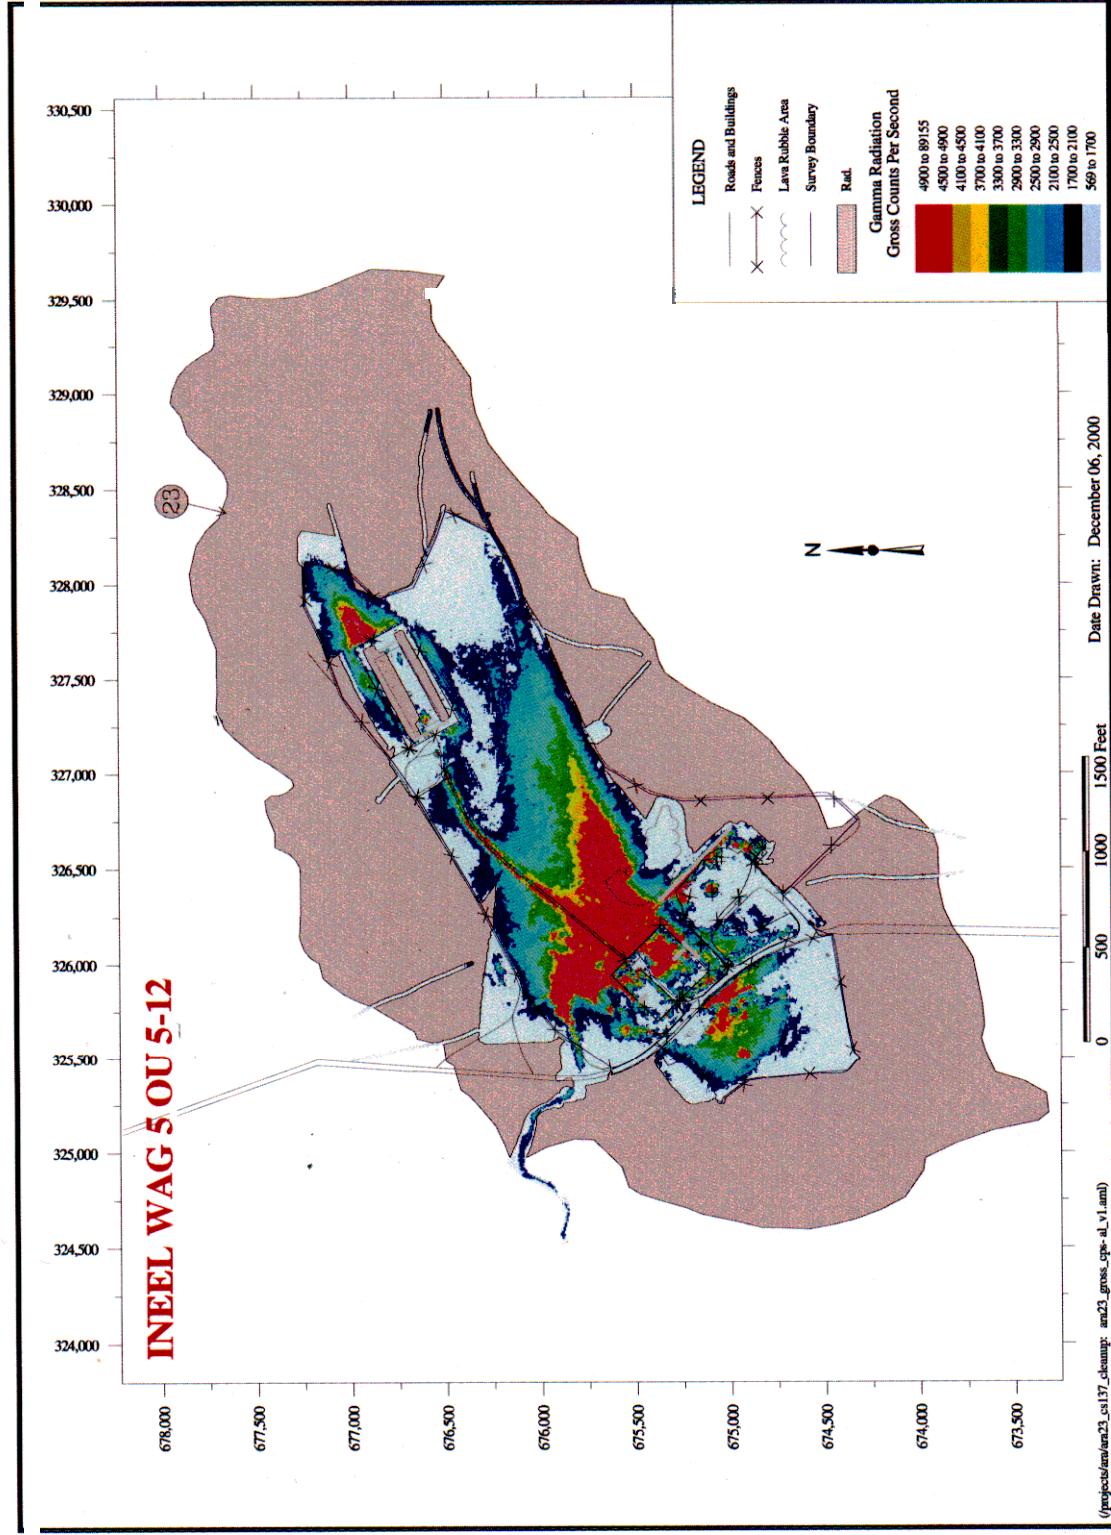 INEEL WAG 5 OU 5-12
330,500
330,000
329,500
329,000
328,500
328,000
327,500
327,000
326,500
326,000
325,500
325,000
324,500
324,000
678,000
677,500
677,000
676,500
676,000
675,500
675,000
674,500
674,000
673,500
23
N
LEGEND
Roads and Buildings
Fences
Lava Rubble Area
Survey Boundary
Rad.
Gamma Radiation
Gross Counts Per Second
4900 to 89155
4500 to 4900
4100 to 4500
3700 to 4100
3300 to 3700
2900 to 3300
2500 to 2900
2100 to 2500
1700 to 2100
569 to 1700
0 500 1000 1500 Feet
Date Drawn: December 06, 2000
(/projects/ara/ara23_cs137_cleanup: ara23_gross_cps-al_v1.aml)